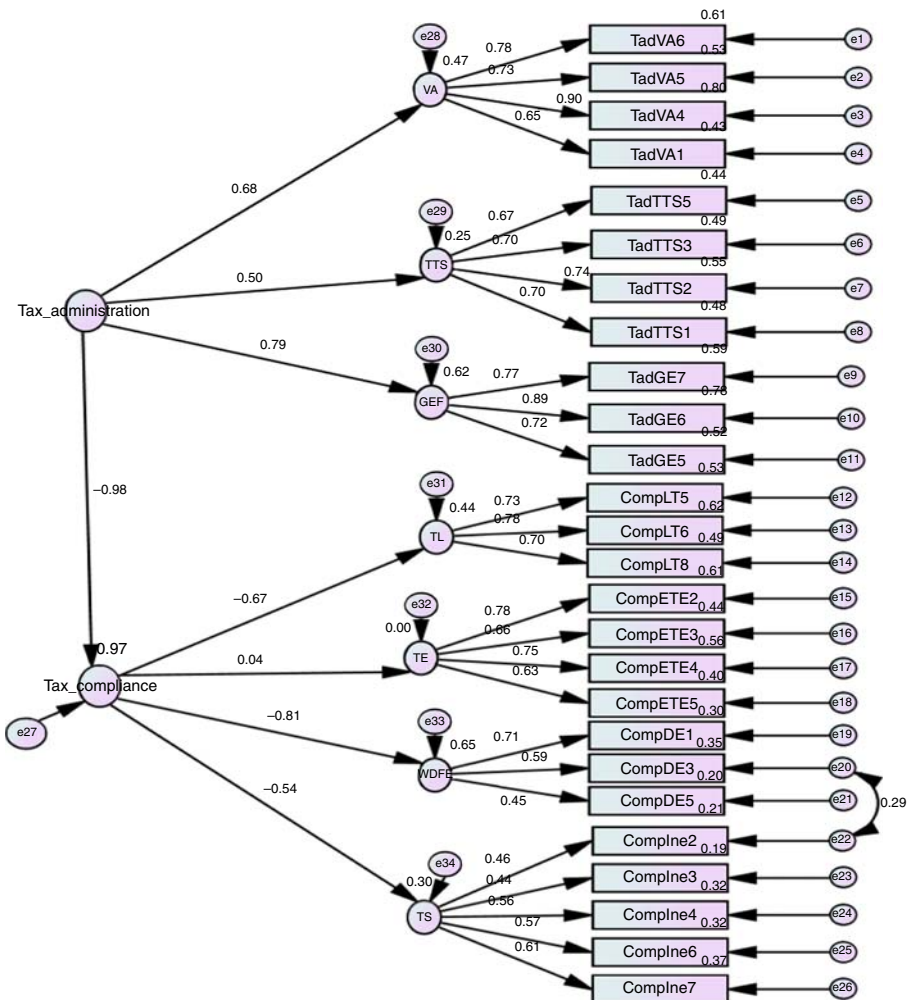 0.61
e28
0.78
TadVA6
e1
0.47
0.53
0.73
VA
TadVA5
e2
0.80
0.90
TadVA4
e3
0.65
0.43
TadVA1
e4
0.44
0.68
TadTTS5
e5
e29
0.67
0.49
0.25
0.70
TadTTS3
e6
0.55
TTS
0.74
0.50
TadTTS2
e7
0.70
0.48
Tax_administration
TadTTS1
e8
0.59
0.79
e30
0.62
0.77
TadGE7
e9
0.78
GEF
0.89
TadGE6
e10
0.72
0.52
TadGE5
e11
0.53
–0.98
e31
0.73
CompLT5
e12
0.44
0.62
0.78
TL
CompLT6
e13
0.70
0.49
CompLT8
e14
0.61
–0.67
e32
0.78
CompETE2
e15
0.44
0.00
0.66
CompETE3
e16
0.56
0.97
0.04
TE
0.75
CompETE4
e17
0.63
0.40
Tax_compliance
CompETE5
e18
0.30
–0.81
e33
0.71
CompDE1
e19
e27
0.65
0.35
0.59
CompDE3
e20
WDFE
0.20
–0.54
0.45
CompDE5
e21
0.29
0.21
CompIne2
e22
0.19
e34
0.46
0.30
0.44
CompIne3
e23
0.32
0.56
TS
CompIne4
e24
0.57
0.32
0.61
CompIne6
e25
0.37
CompIne7
e26